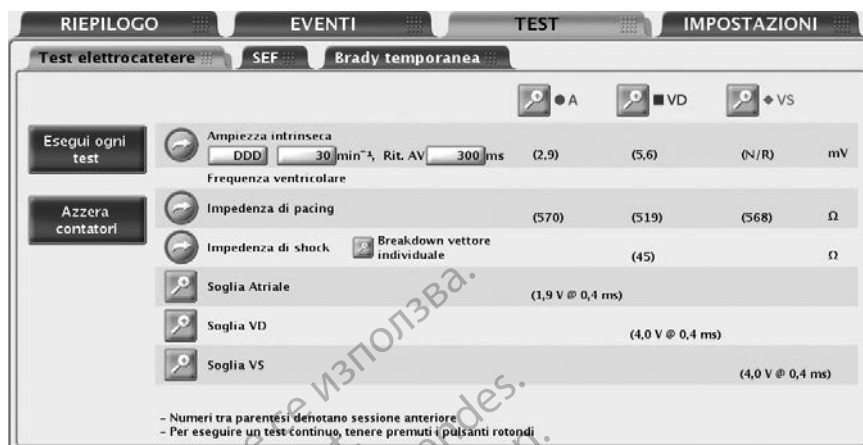 RIEPILOGO EVENTI TEST IMPOSTAZIONI
Test elettrocatetere SEF Brady temporanea
A VD VS
Esegui ogni test
Ampiezza intrinseca
DDD 30 min⁻¹, Rit. AV 300 ms (2,9) (5,6) (N/R) mV
Frequenza ventricolare
Azzera contatori
Impedenza di pacing (570) (519) (568) Ω
Impedenza di shock Breakdown vettore individuale (45) Ω
Soglia Atriale (1,9 V @ 0,4 ms)
Soglia VD (4,0 V @ 0,4 ms)
Soglia VS (4,0 V @ 0,4 ms)
- Numeri tra parentesi denotano sessione anteriore
- Per eseguire un test continuo, tenere premuti i pulsanti rotondi
се използва.